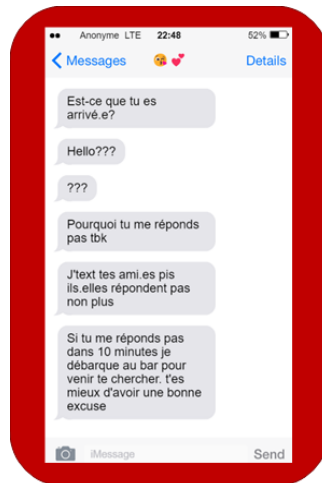 Anonyme LTE 22:48 52%
Messages 😘 💕 Details
Est-ce que tu es
arrivé.e?
Hello???
???
Pourquoi tu me réponds
pas tbk
J'text tes ami.es pis
ils.elles répondent pas
non plus
Si tu me réponds pas
dans 10 minutes je
débarque au bar pour
venir te chercher. t'es
mieux d'avoir une bonne
excuse
iMessage Send